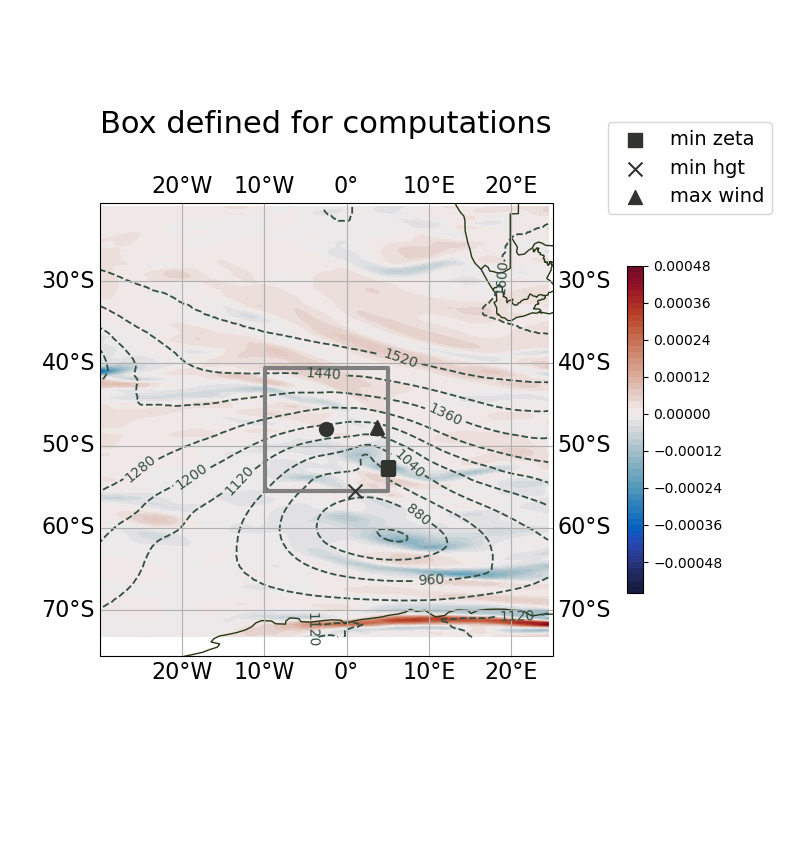 Box defined for computations
min zeta
min hgt
max wind
20°W 10°W 0° 10°E 20°E
30°S 30°S
40°S 40°S
50°S 50°S
60°S 60°S
70°S 70°S
20°W 10°W 0° 10°E 20°E
1600
1520
1440
1360
1280
1200
1120
1040
880
960
1120
1120
0.00048
0.00036
0.00024
0.00012
0.00000
−0.00012
−0.00024
−0.00036
−0.00048